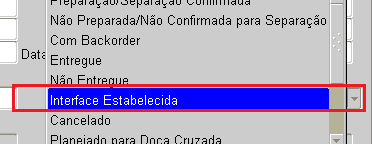 Preparação/Separação Confirmada
Não Preparada/Não Confirmada para Separação
Com Backorder
Data
Entregue
Não Entregue
Interface Estabelecida
Cancelado
Planejado para Doca Cruzada